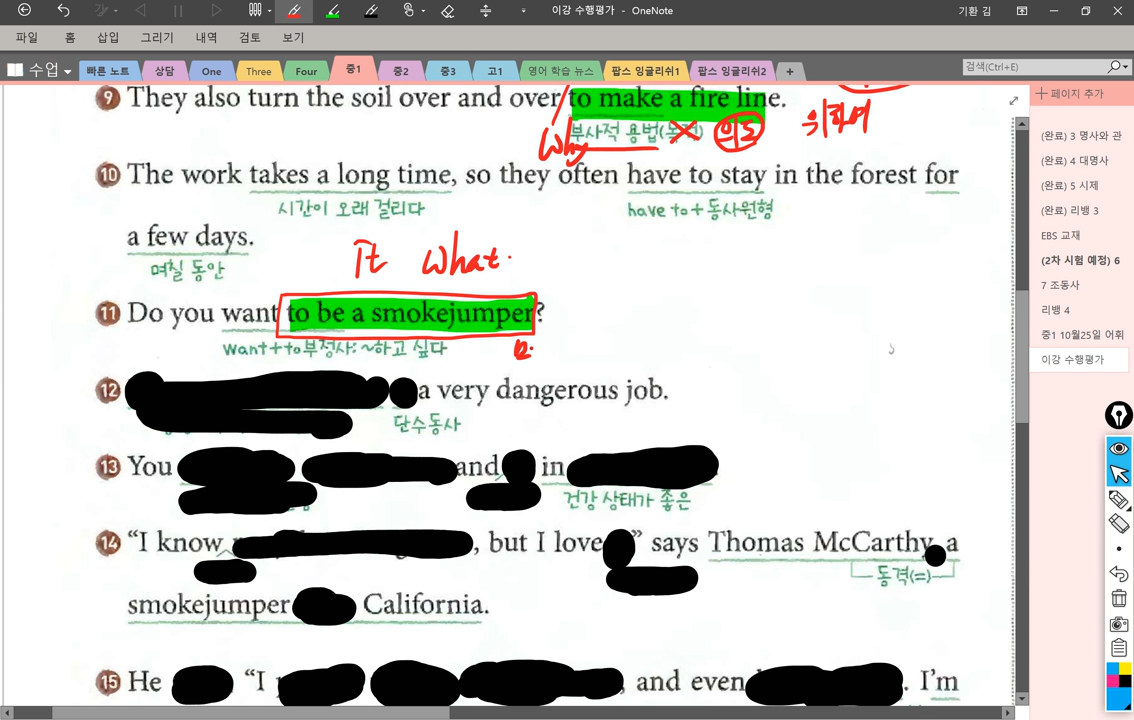 이강 수행평가 - OneNote
기환 김
파일 홈 삽입 그리기 내역 검토 보기
수업 빠른 노트 상담 One Three Four 중1 중2 중3 고1 영어 학습 뉴스 팝스 잉글리쉬1 팝스 잉글리쉬2 +
검색(Ctrl+E)
⑨ They also turn the soil over and over to make a fire line.
부사적 용법(목적)
why
의도
위하여
⑩ The work takes a long time, so they often have to stay in the forest for
시간이 오래 걸리다
have to + 동사원형
a few days.
며칠 동안
It what.
⑪ Do you want to be a smokejumper?
want + to부정사: ~하고 싶다
⑫ a very dangerous job.
단수동사
⑬ You and in
건강 상태가 좋은
⑭ “I know , but I love ” says Thomas McCarthy a
동격(=)
smokejumper California.
⑮ He “I , and even . I’m
페이지 추가
(완료) 3 명사와 관
(완료) 4 대명사
(완료) 5 시제
(완료) 리뱅 3
EBS 교재
(2차 시험 예정) 6
7 조동사
리뱅 4
중1 10월25일 어휘
이강 수행평가